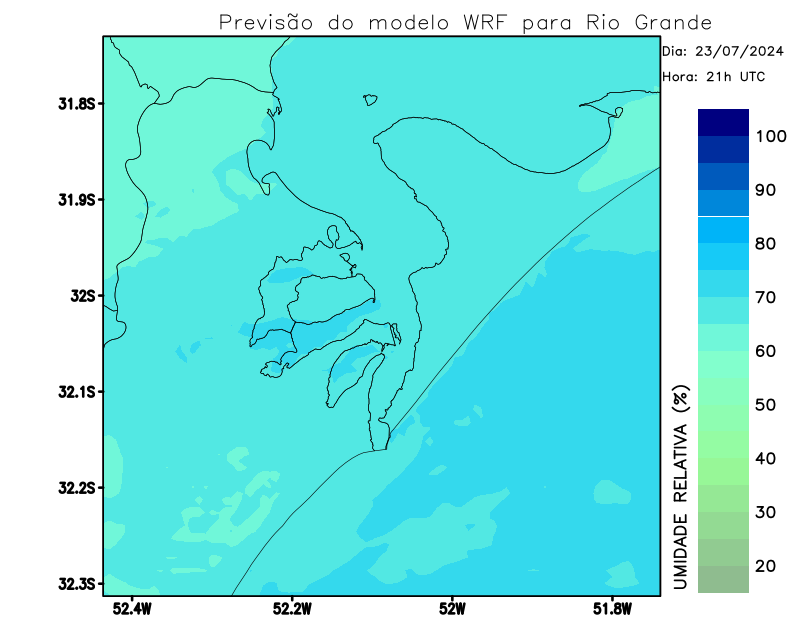 Previsão do modelo WRF para Rio Grande
Dia: 23/07/2024
Hora: 21h UTC
31.8S
31.9S
32S
32.1S
32.2S
32.3S
52.4W
52.2W
52W
51.8W
100
90
80
70
60
50
40
30
20
UMIDADE RELATIVA (%)